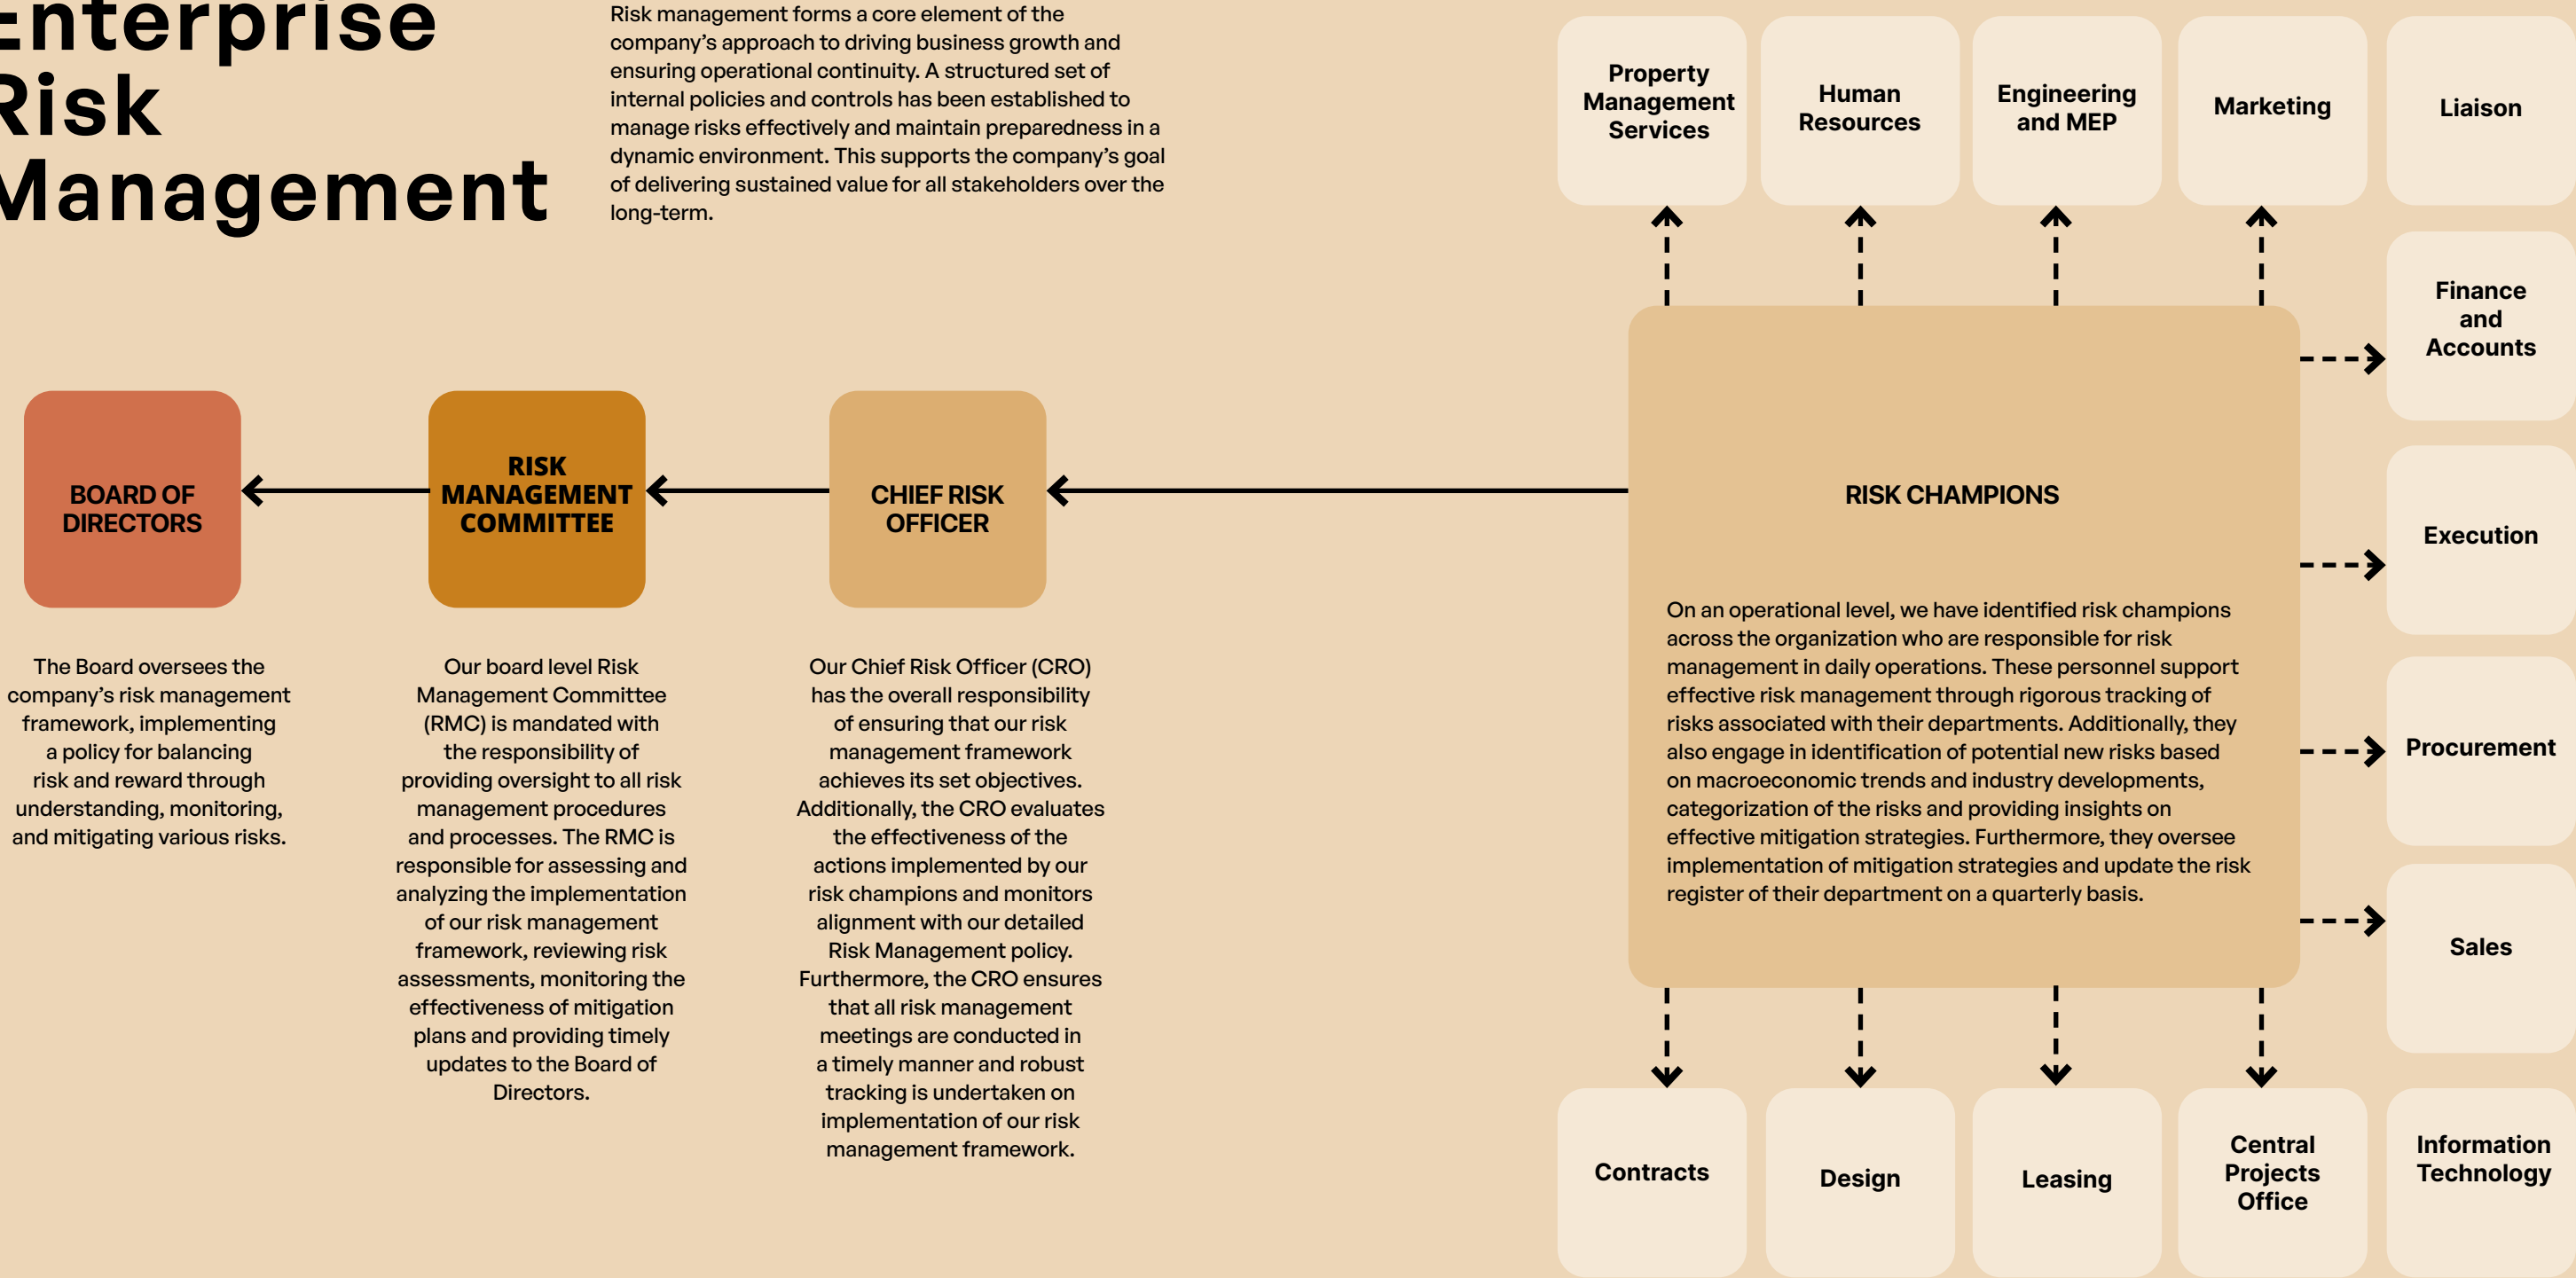 Enterprise
Risk
Management
Risk management forms a core element of the
company’s approach to driving business growth and
ensuring operational continuity. A structured set of
internal policies and controls has been established to
manage risks effectively and maintain preparedness in a
dynamic environment. This supports the company’s goal
of delivering sustained value for all stakeholders over the
long-term.
Property
Management
Services
Human
Resources
Engineering
and MEP
Marketing
Liaison
Finance
and
Accounts
Execution
Procurement
Sales
BOARD OF
DIRECTORS
The Board oversees the
company’s risk management
framework, implementing
a policy for balancing
risk and reward through
understanding, monitoring,
and mitigating various risks.
RISK
MANAGEMENT
COMMITTEE
Our board level Risk
Management Committee
(RMC) is mandated with
the responsibility of
providing oversight to all risk
management procedures
and processes. The RMC is
responsible for assessing and
analyzing the implementation
of our risk management
framework, reviewing risk
assessments, monitoring the
effectiveness of mitigation
plans and providing timely
updates to the Board of
Directors.
CHIEF RISK
OFFICER
Our Chief Risk Officer (CRO)
has the overall responsibility
of ensuring that our risk
management framework
achieves its set objectives.
Additionally, the CRO evaluates
the effectiveness of the
actions implemented by our
risk champions and monitors
alignment with our detailed
Risk Management policy.
Furthermore, the CRO ensures
that all risk management
meetings are conducted in
a timely manner and robust
tracking is undertaken on
implementation of our risk
management framework.
RISK CHAMPIONS
On an operational level, we have identified risk champions
across the organization who are responsible for risk
management in daily operations. These personnel support
effective risk management through rigorous tracking of
risks associated with their departments. Additionally, they
also engage in identification of potential new risks based
on macroeconomic trends and industry developments,
categorization of the risks and providing insights on
effective mitigation strategies. Furthermore, they oversee
implementation of mitigation strategies and update the risk
register of their department on a quarterly basis.
Contracts
Design
Leasing
Central
Projects
Office
Information
Technology